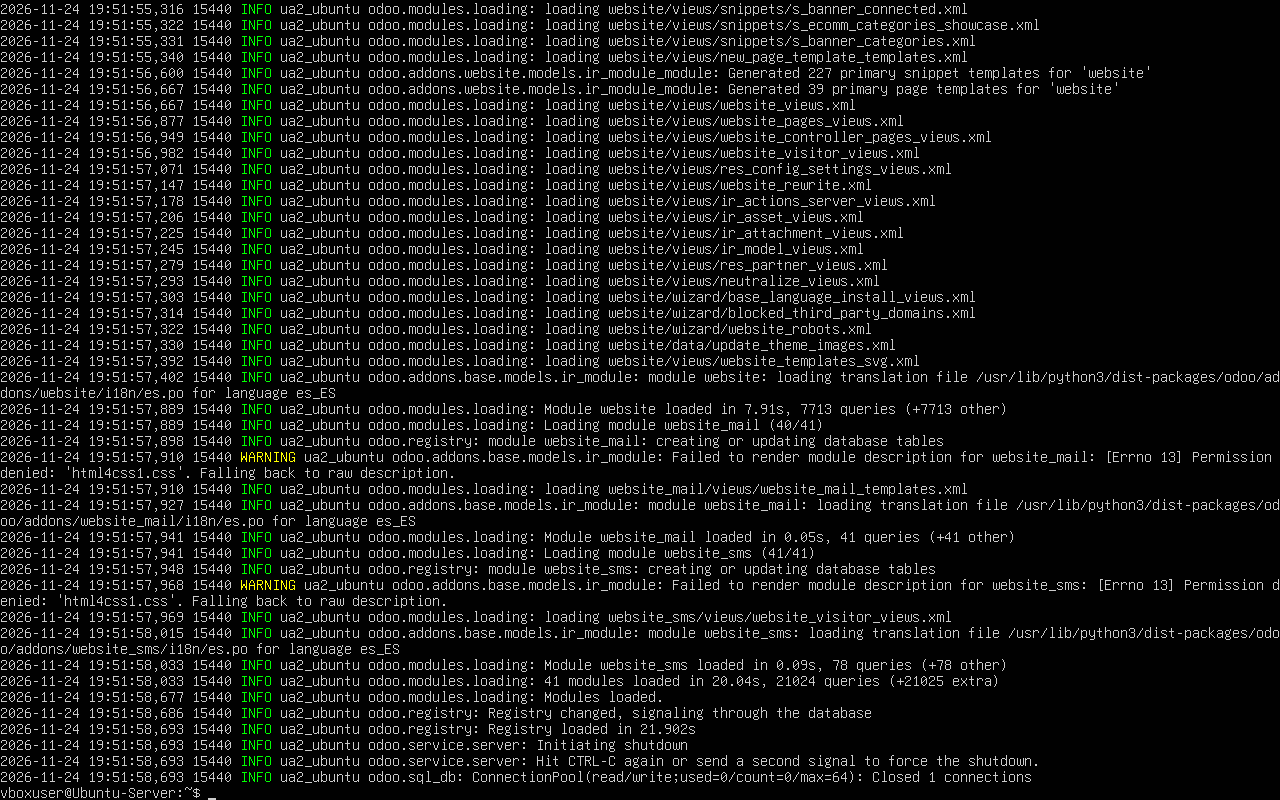 2026-11-24 19:51:55,316 15440 INFO ua2_ubuntu odoo.modules.loading: loading website/views/snippets/s_banner_connected.xml
2026-11-24 19:51:55,322 15440 INFO ua2_ubuntu odoo.modules.loading: loading website/views/snippets/s_ecomm_categories_showcase.xml
2026-11-24 19:51:55,331 15440 INFO ua2_ubuntu odoo.modules.loading: loading website/views/snippets/s_banner_categories.xml
2026-11-24 19:51:55,340 15440 INFO ua2_ubuntu odoo.modules.loading: loading website/views/new_page_template_templates.xml
2026-11-24 19:51:56,600 15440 INFO ua2_ubuntu odoo.addons.website.models.ir_module_module: Generated 227 primary snippet templates for 'website'
2026-11-24 19:51:56,667 15440 INFO ua2_ubuntu odoo.addons.website.models.ir_module_module: Generated 39 primary page templates for 'website'
2026-11-24 19:51:56,667 15440 INFO ua2_ubuntu odoo.modules.loading: loading website/views/website_views.xml
2026-11-24 19:51:56,877 15440 INFO ua2_ubuntu odoo.modules.loading: loading website/views/website_pages_views.xml
2026-11-24 19:51:56,949 15440 INFO ua2_ubuntu odoo.modules.loading: loading website/views/website_controller_pages_views.xml
2026-11-24 19:51:56,982 15440 INFO ua2_ubuntu odoo.modules.loading: loading website/views/website_visitor_views.xml
2026-11-24 19:51:57,071 15440 INFO ua2_ubuntu odoo.modules.loading: loading website/views/res_config_settings_views.xml
2026-11-24 19:51:57,147 15440 INFO ua2_ubuntu odoo.modules.loading: loading website/views/website_rewrite.xml
2026-11-24 19:51:57,178 15440 INFO ua2_ubuntu odoo.modules.loading: loading website/views/ir_actions_server_views.xml
2026-11-24 19:51:57,206 15440 INFO ua2_ubuntu odoo.modules.loading: loading website/views/ir_asset_views.xml
2026-11-24 19:51:57,225 15440 INFO ua2_ubuntu odoo.modules.loading: loading website/views/ir_attachment_views.xml
2026-11-24 19:51:57,245 15440 INFO ua2_ubuntu odoo.modules.loading: loading website/views/ir_model_views.xml
2026-11-24 19:51:57,279 15440 INFO ua2_ubuntu odoo.modules.loading: loading website/views/res_partner_views.xml
2026-11-24 19:51:57,293 15440 INFO ua2_ubuntu odoo.modules.loading: loading website/views/neutralize_views.xml
2026-11-24 19:51:57,303 15440 INFO ua2_ubuntu odoo.modules.loading: loading website/wizard/base_language_install_views.xml
2026-11-24 19:51:57,314 15440 INFO ua2_ubuntu odoo.modules.loading: loading website/wizard/blocked_third_party_domains.xml
2026-11-24 19:51:57,322 15440 INFO ua2_ubuntu odoo.modules.loading: loading website/wizard/website_robots.xml
2026-11-24 19:51:57,330 15440 INFO ua2_ubuntu odoo.modules.loading: loading website/data/update_theme_images.xml
2026-11-24 19:51:57,392 15440 INFO ua2_ubuntu odoo.modules.loading: loading website/views/website_templates_svg.xml
2026-11-24 19:51:57,402 15440 INFO ua2_ubuntu odoo.addons.base.models.ir_module: module website: loading translation file /usr/lib/python3/dist-packages/odoo/ad
dons/website/i18n/es.po for language es_ES
2026-11-24 19:51:57,889 15440 INFO ua2_ubuntu odoo.modules.loading: Module website loaded in 7.91s, 7713 queries (+7713 other)
2026-11-24 19:51:57,889 15440 INFO ua2_ubuntu odoo.modules.loading: Loading module website_mail (40/41)
2026-11-24 19:51:57,898 15440 INFO ua2_ubuntu odoo.registry: module website_mail: creating or updating database tables
2026-11-24 19:51:57,910 15440 WARNING ua2_ubuntu odoo.addons.base.models.ir_module: Failed to render module description for website_mail: [Errno 13] Permission
denied: 'html4css1.css'. Falling back to raw description.
2026-11-24 19:51:57,910 15440 INFO ua2_ubuntu odoo.modules.loading: loading website_mail/views/website_mail_templates.xml
2026-11-24 19:51:57,927 15440 INFO ua2_ubuntu odoo.addons.base.models.ir_module: module website_mail: loading translation file /usr/lib/python3/dist-packages/od
oo/addons/website_mail/i18n/es.po for language es_ES
2026-11-24 19:51:57,941 15440 INFO ua2_ubuntu odoo.modules.loading: Module website_mail loaded in 0.05s, 41 queries (+41 other)
2026-11-24 19:51:57,941 15440 INFO ua2_ubuntu odoo.modules.loading: Loading module website_sms (41/41)
2026-11-24 19:51:57,948 15440 INFO ua2_ubuntu odoo.registry: module website_sms: creating or updating database tables
2026-11-24 19:51:57,968 15440 WARNING ua2_ubuntu odoo.addons.base.models.ir_module: Failed to render module description for website_sms: [Errno 13] Permission d
enied: 'html4css1.css'. Falling back to raw description.
2026-11-24 19:51:57,969 15440 INFO ua2_ubuntu odoo.modules.loading: loading website_sms/views/website_visitor_views.xml
2026-11-24 19:51:58,015 15440 INFO ua2_ubuntu odoo.addons.base.models.ir_module: module website_sms: loading translation file /usr/lib/python3/dist-packages/odo
o/addons/website_sms/i18n/es.po for language es_ES
2026-11-24 19:51:58,033 15440 INFO ua2_ubuntu odoo.modules.loading: Module website_sms loaded in 0.09s, 78 queries (+78 other)
2026-11-24 19:51:58,033 15440 INFO ua2_ubuntu odoo.modules.loading: 41 modules loaded in 20.04s, 21024 queries (+21025 extra)
2026-11-24 19:51:58,677 15440 INFO ua2_ubuntu odoo.modules.loading: Modules loaded.
2026-11-24 19:51:58,686 15440 INFO ua2_ubuntu odoo.registry: Registry changed, signaling through the database
2026-11-24 19:51:58,693 15440 INFO ua2_ubuntu odoo.registry: Registry loaded in 21.902s
2026-11-24 19:51:58,693 15440 INFO ua2_ubuntu odoo.service.server: Initiating shutdown
2026-11-24 19:51:58,693 15440 INFO ua2_ubuntu odoo.service.server: Hit CTRL-C again or send a second signal to force the shutdown.
2026-11-24 19:51:58,693 15440 INFO ua2_ubuntu odoo.sql_db: ConnectionPool(read/write;used=0/count=0/max=64): Closed 1 connections
vboxuser@Ubuntu-Server:~$ _